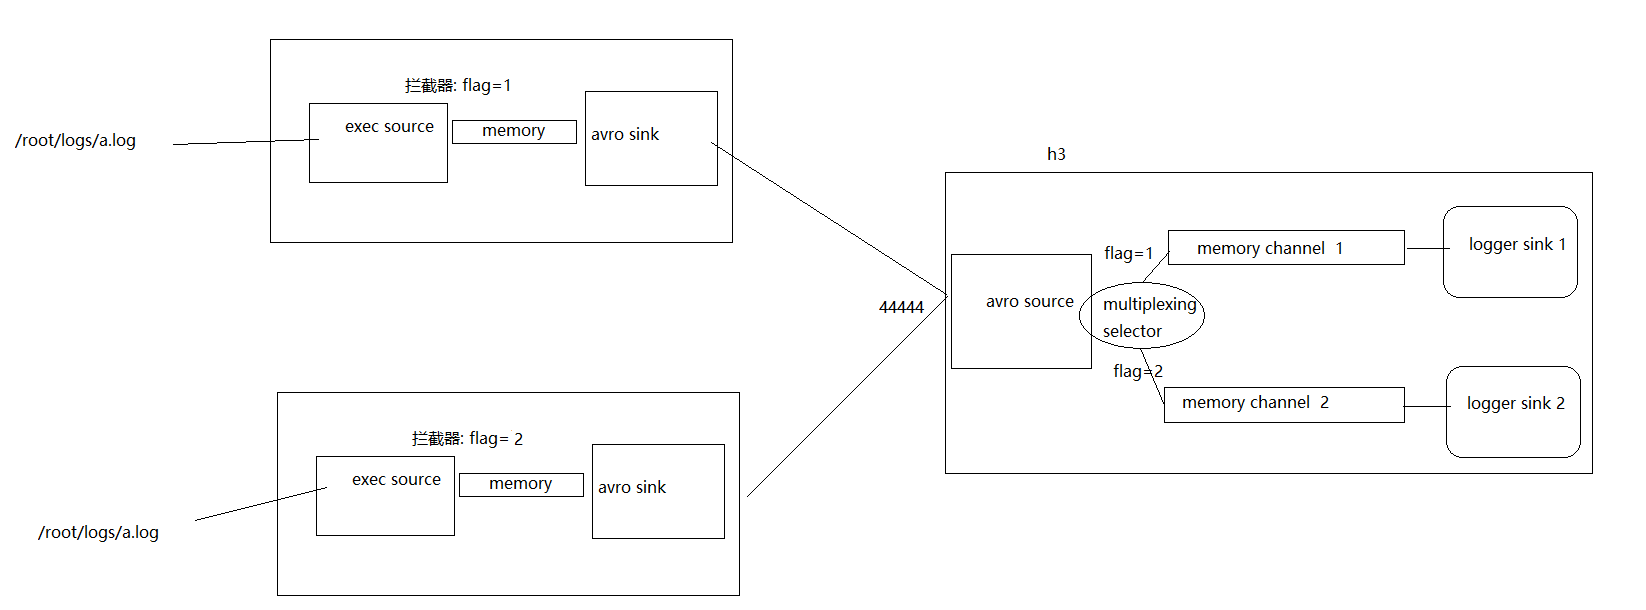 拦截器: flag=1
exec source
memory
avro sink
/root/logs/a.log
h3
44444
avro source
multiplexing
selector
flag=1
memory channel 1
logger sink 1
flag=2
memory channel 2
logger sink 2
拦截器: flag= 2
exec source
memory
avro sink
/root/logs/a.log